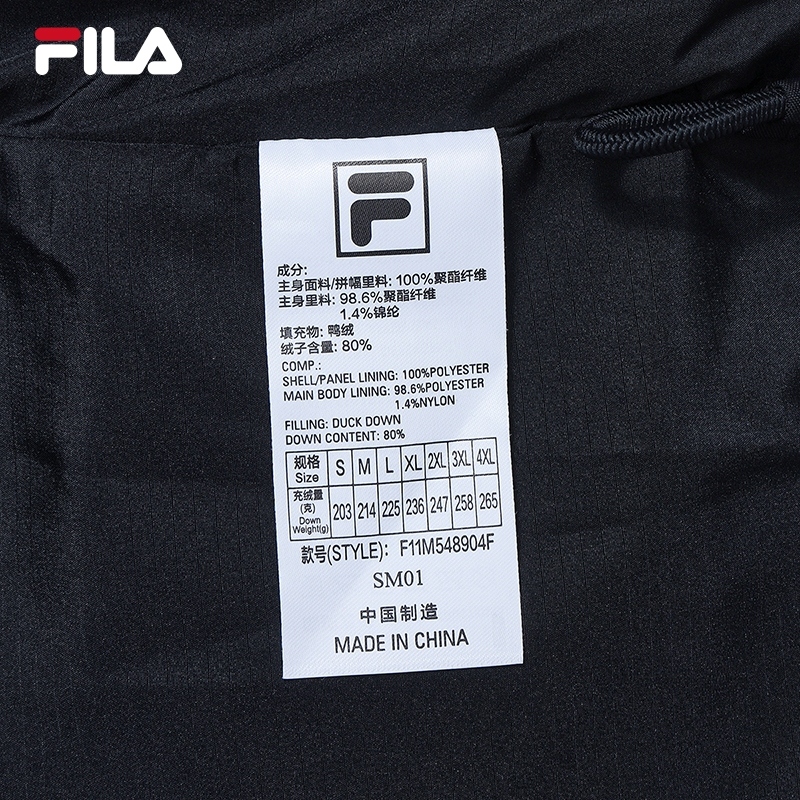 FILA
F
成分:
主身面料/拼幅里料: 100%聚酯纤维
主身里料: 98.6%聚酯纤维
1.4%锦纶
填充物: 鸭绒
绒子含量: 80%
COMP.:
SHELL/PANEL LINING: 100%POLYESTER
MAIN BODY LINING: 98.6%POLYESTER
1.4%NYLON
FILLING: DUCK DOWN
DOWN CONTENT: 80%
规格 Size S M L XL 2XL 3XL 4XL
充绒量 (克) Down Weight(g) 203 214 225 236 247 258 265
款号(STYLE): F11M548904F
SM01
中国制造
MADE IN CHINA